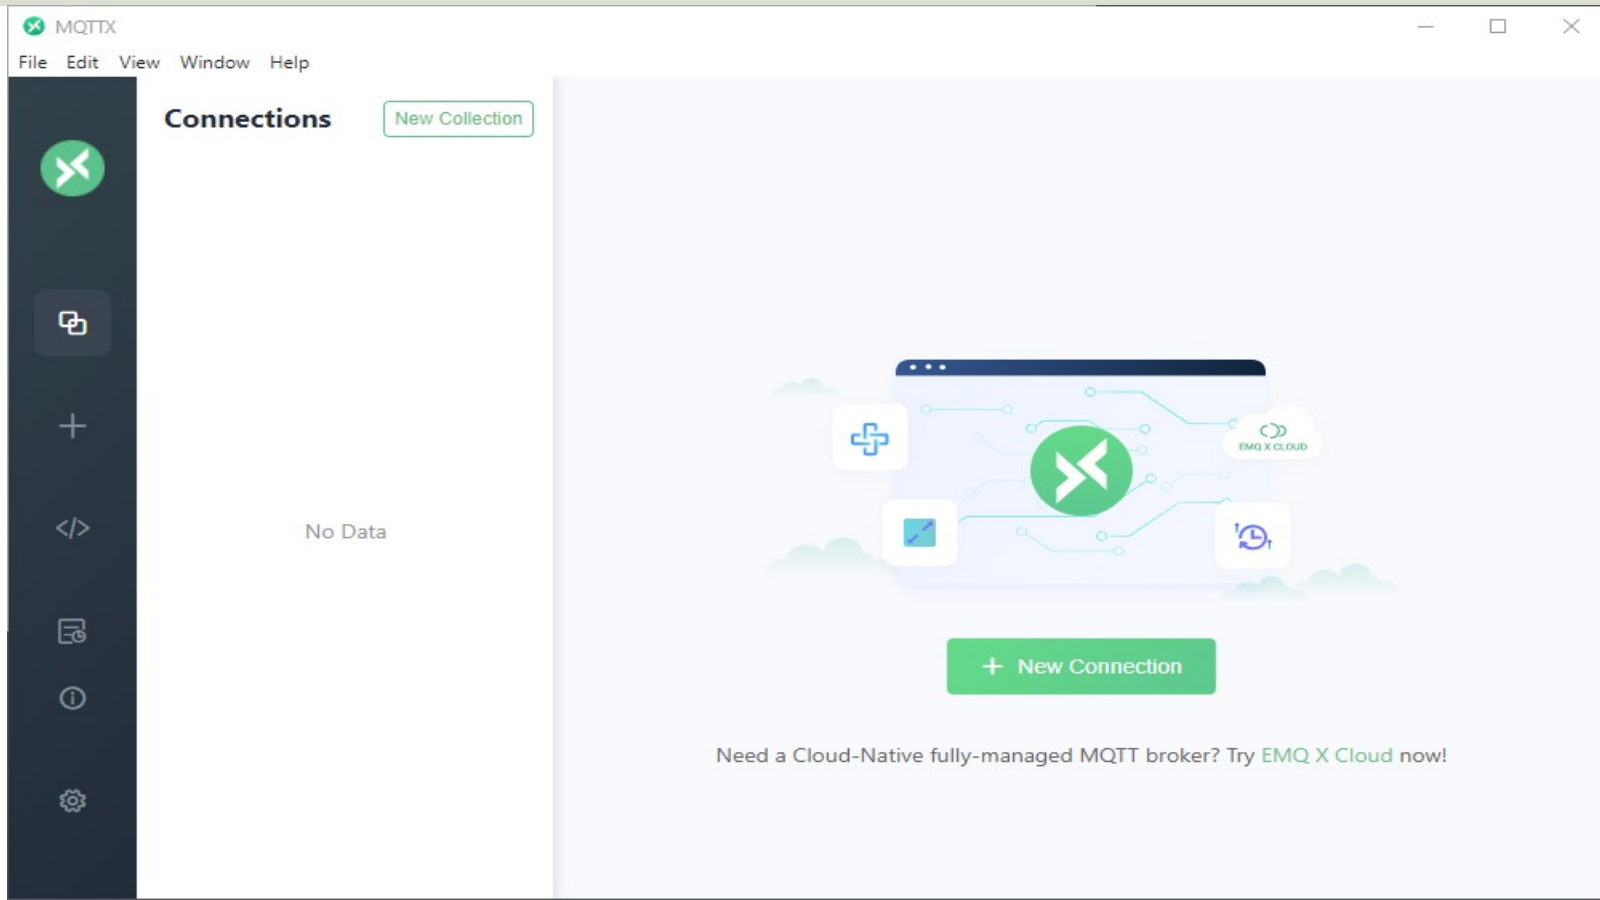 MQTTX
File Edit View Window Help
Connections
New Collection
No Data
EMQ X CLOUD
+ New Connection
Need a Cloud-Native fully-managed MQTT broker? Try EMQ X Cloud now!